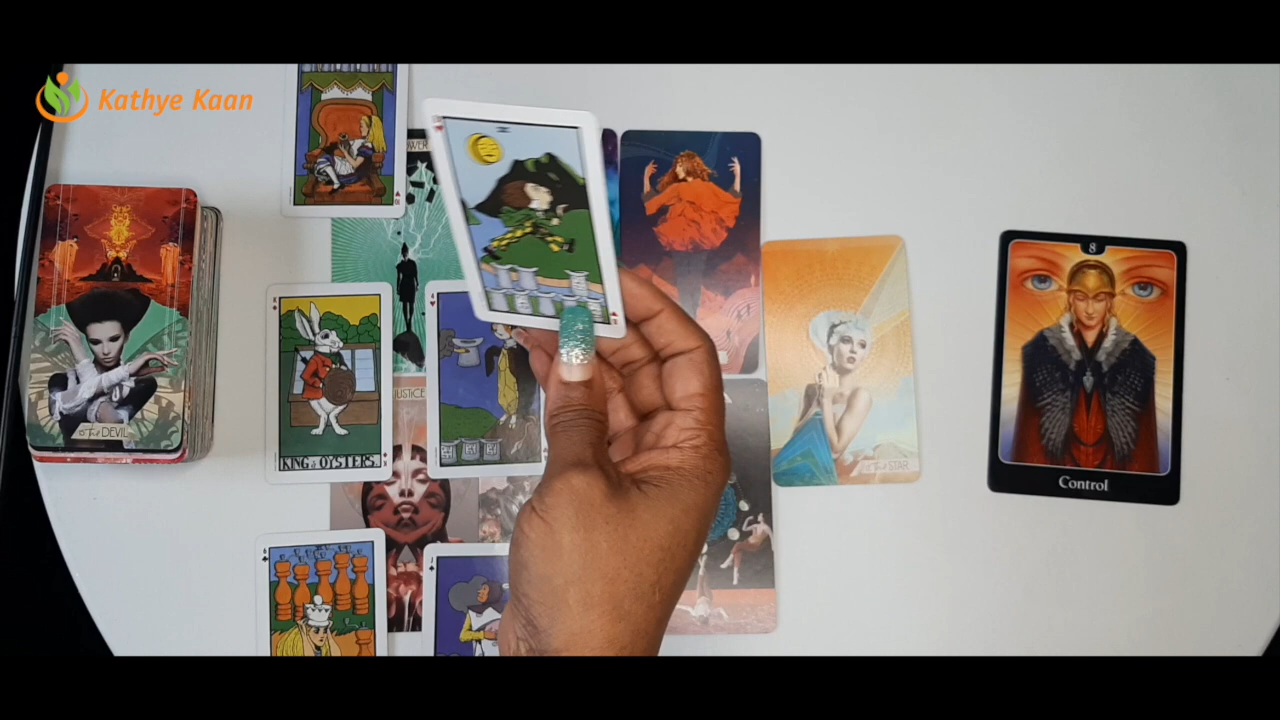 Kathye Kaan
JUSTICE
KING of OYSTERS
The DEVIL
The STAR
8
Control